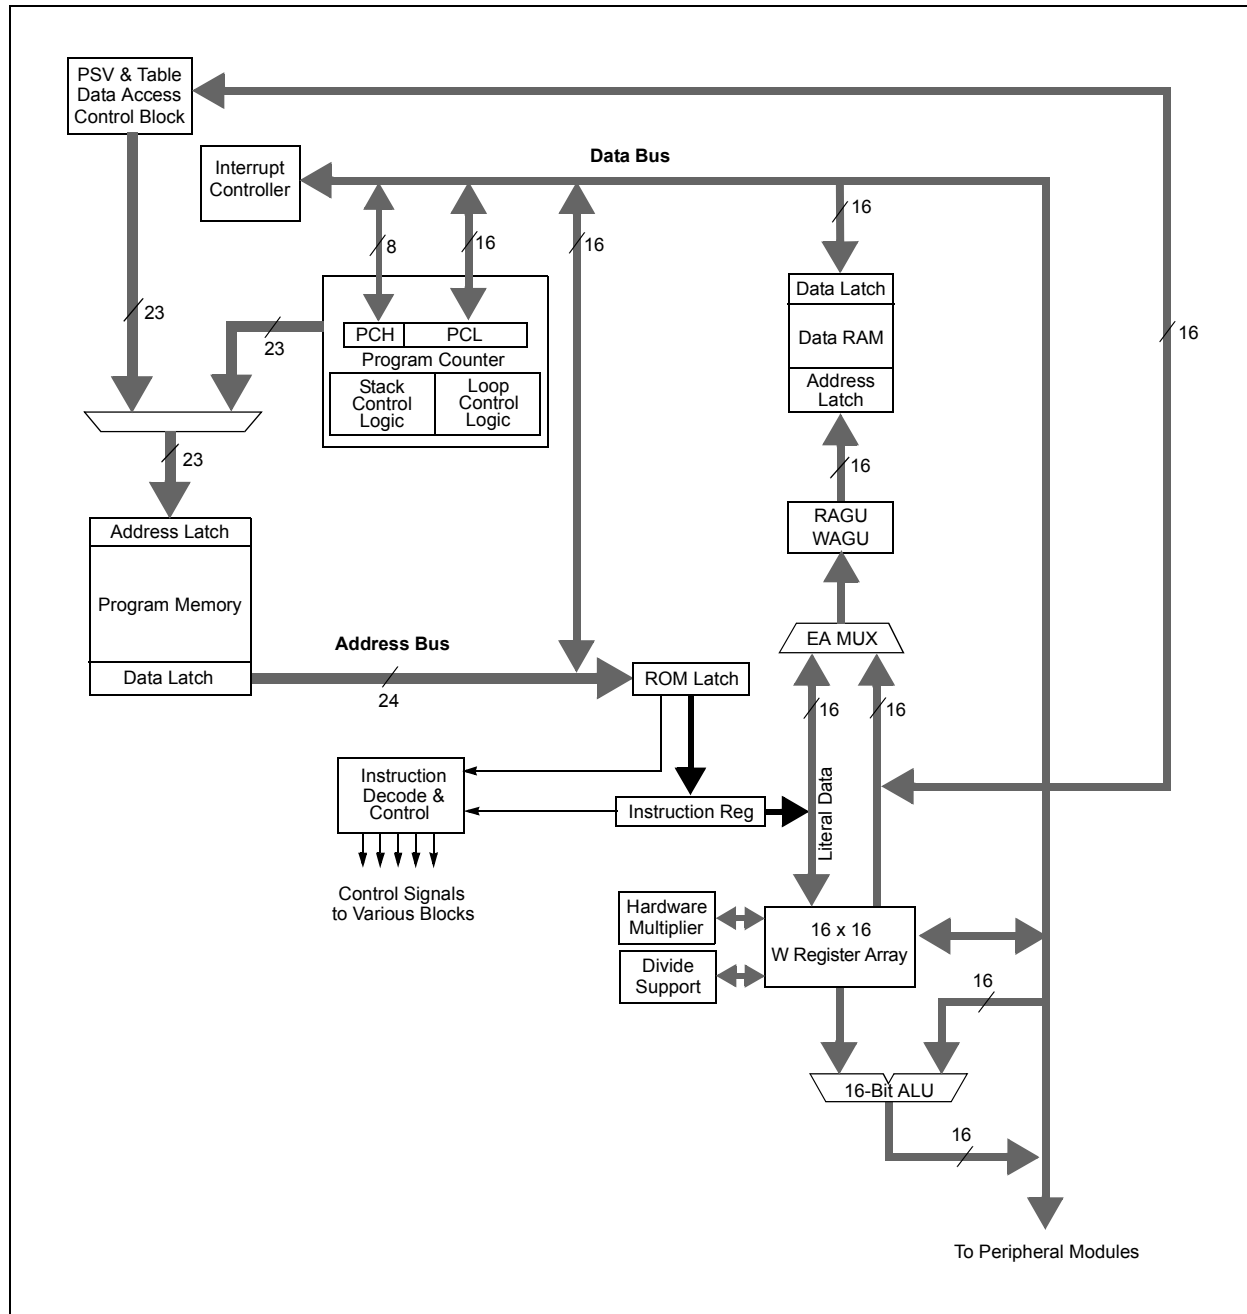 PSV & Table
Data Access
Control Block
Data Bus
Interrupt
Controller
16
8
16
16
Data Latch
23
23
16
PCH
PCL
Data RAM
Program Counter
Stack
Control
Logic
Loop
Control
Logic
Address
Latch
23
16
RAGU
WAGU
Address Latch
Program Memory
Address Bus
EA MUX
Data Latch
24
ROM Latch
16
16
Instruction
Decode &
Control
Instruction Reg
Literal Data
Control Signals
to Various Blocks
Hardware
Multiplier
16 x 16
W Register Array
Divide
Support
16
16-Bit ALU
16
To Peripheral Modules